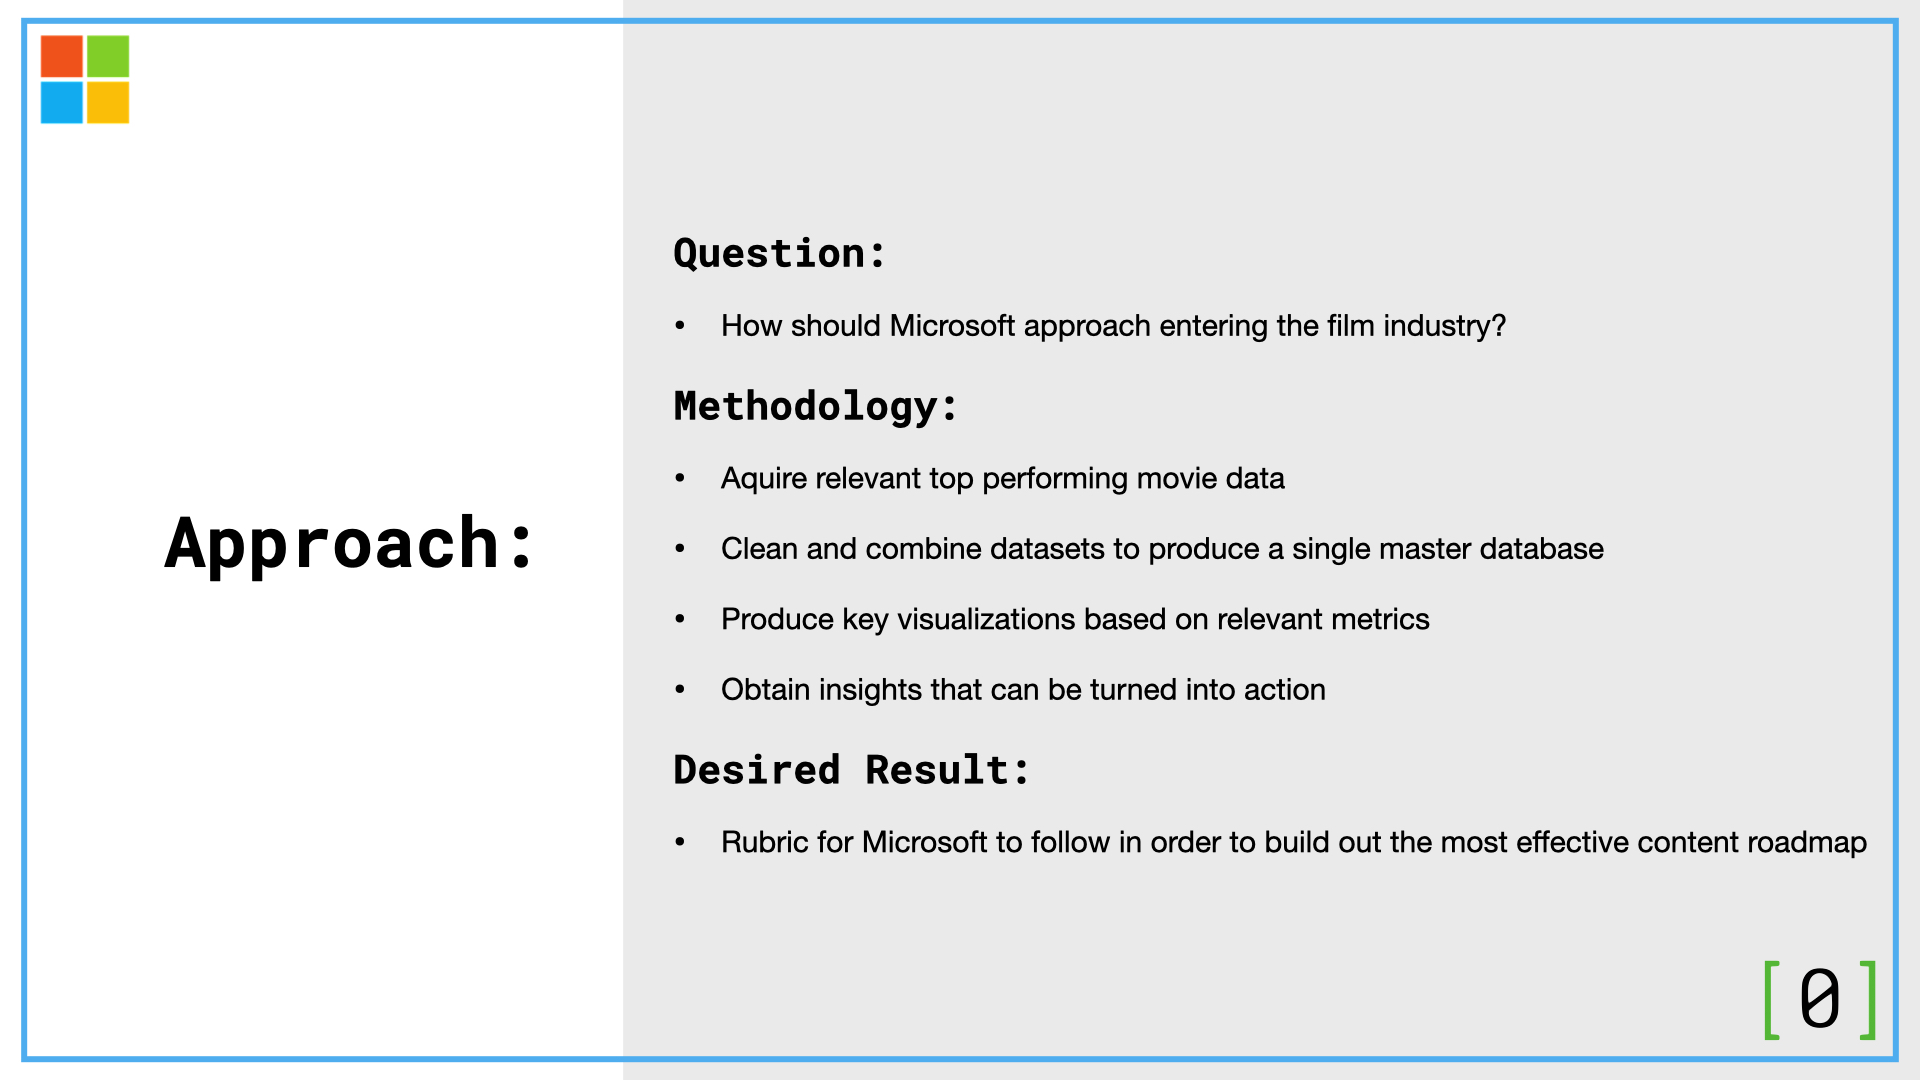 Approach:
Question:
• How should Microsoft approach entering the film industry?
Methodology:
• Aquire relevant top performing movie data
• Clean and combine datasets to produce a single master database
• Produce key visualizations based on relevant metrics
• Obtain insights that can be turned into action
Desired Result:
• Rubric for Microsoft to follow in order to build out the most effective content roadmap
[0]